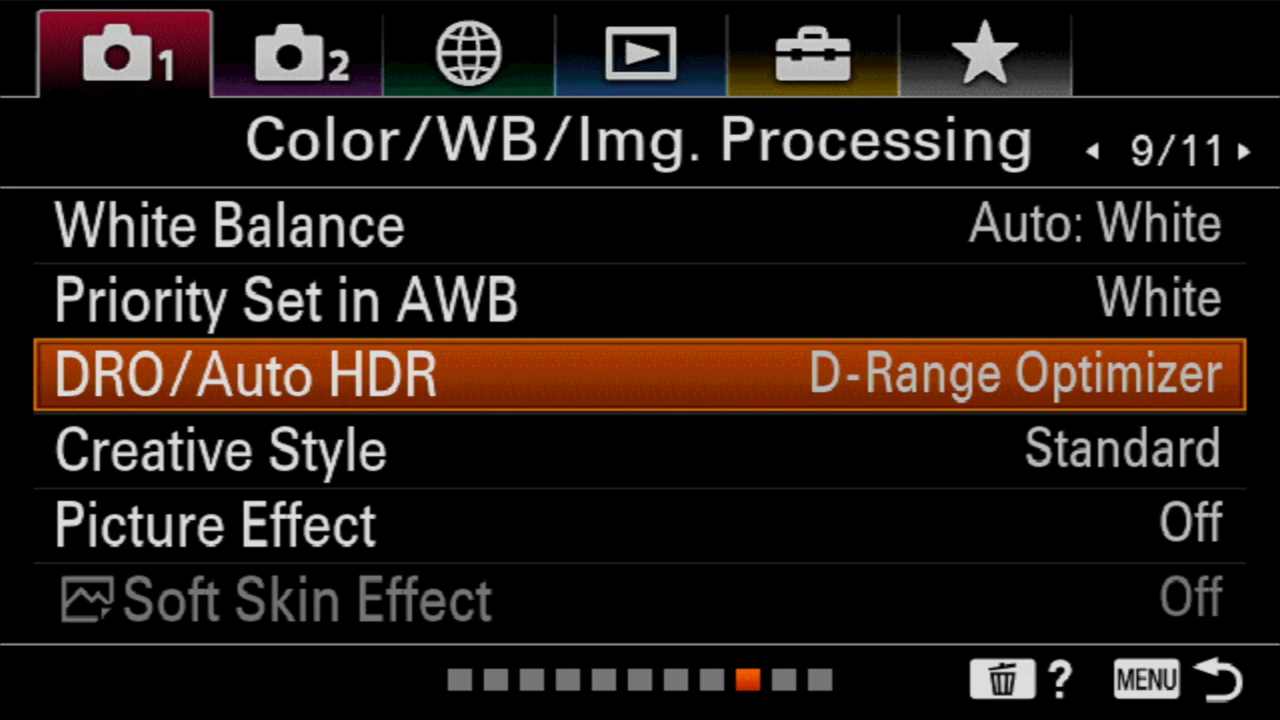 1 2
Color/WB/Img. Processing 9/11
White Balance Auto: White
Priority Set in AWB White
DRO/Auto HDR D-Range Optimizer
Creative Style Standard
Picture Effect Off
Soft Skin Effect Off
? MENU